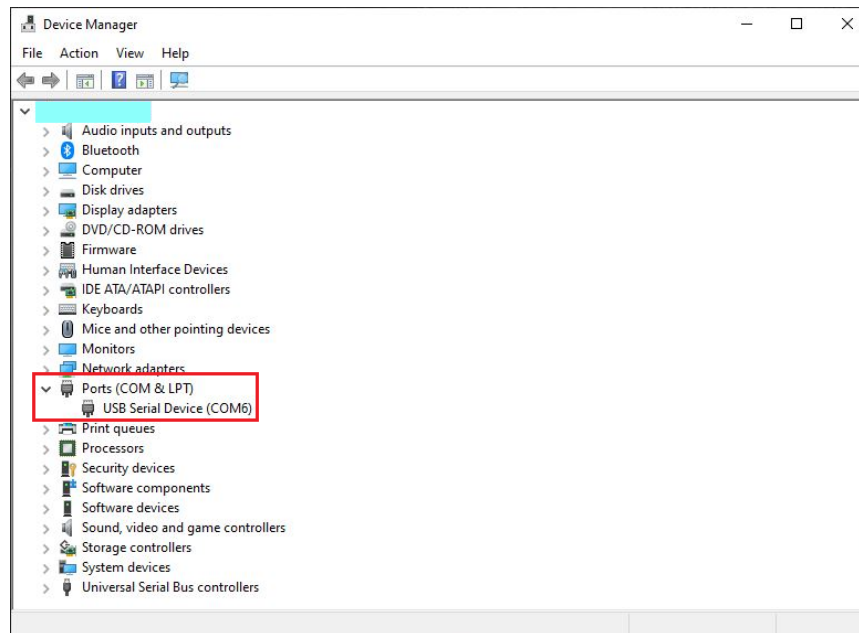 Device Manager
File Action View Help
Audio inputs and outputs
Bluetooth
Computer
Disk drives
Display adapters
DVD/CD-ROM drives
Firmware
Human Interface Devices
IDE ATA/ATAPI controllers
Keyboards
Mice and other pointing devices
Monitors
Network adapters
Ports (COM & LPT)
USB Serial Device (COM6)
Print queues
Processors
Security devices
Software components
Software devices
Sound, video and game controllers
Storage controllers
System devices
Universal Serial Bus controllers